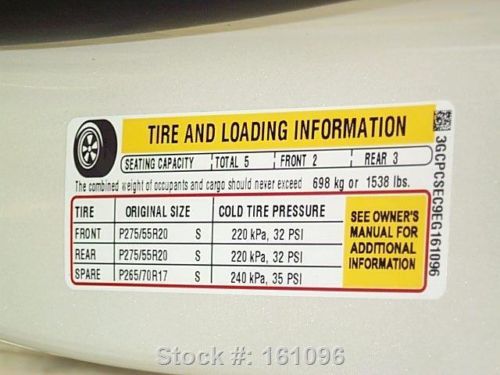 TIRE AND LOADING INFORMATION
SEATING CAPACITY TOTAL 5 FRONT 2 REAR 3
The combined weight of occupants and cargo should never exceed 698 kg or 1538 lbs.
TIRE ORIGINAL SIZE COLD TIRE PRESSURE
FRONT P275/55R20 S 220 kPa, 32 PSI
REAR P275/55R20 S 220 kPa, 32 PSI
SPARE P265/70R17 S 240 kPa, 35 PSI
SEE OWNER'S
MANUAL FOR
ADDITIONAL
INFORMATION
3GCPCSEC9EG161096
Stock #: 161096